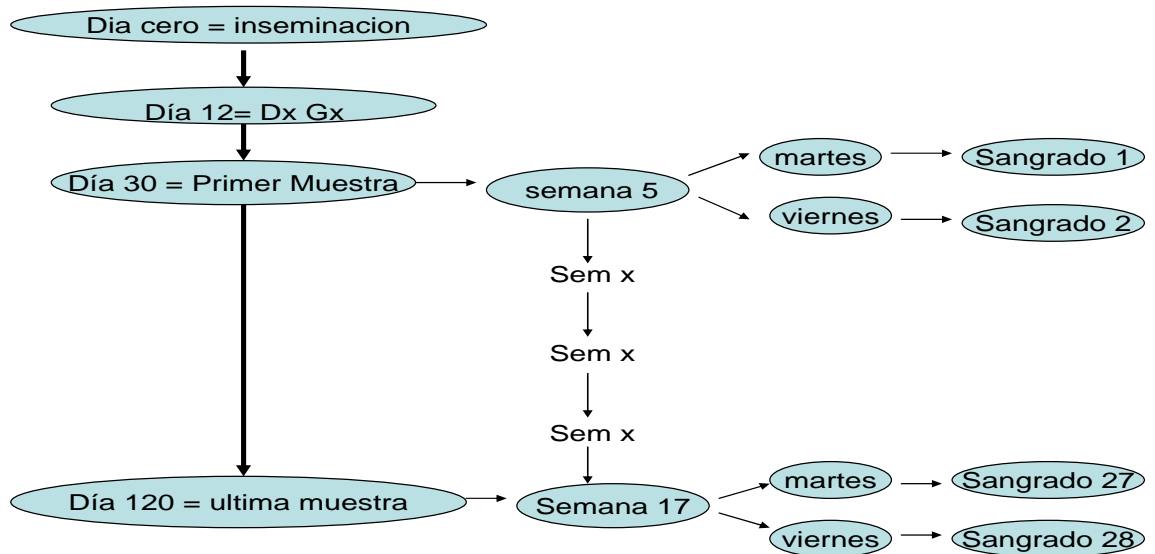 Dia cero = inseminacion
Día 12= Dx Gx
Día 30 = Primer Muestra
semana 5
martes
Sangrado 1
viernes
Sangrado 2
Sem x
Sem x
Sem x
Día 120 = ultima muestra
Semana 17
martes
Sangrado 27
viernes
Sangrado 28